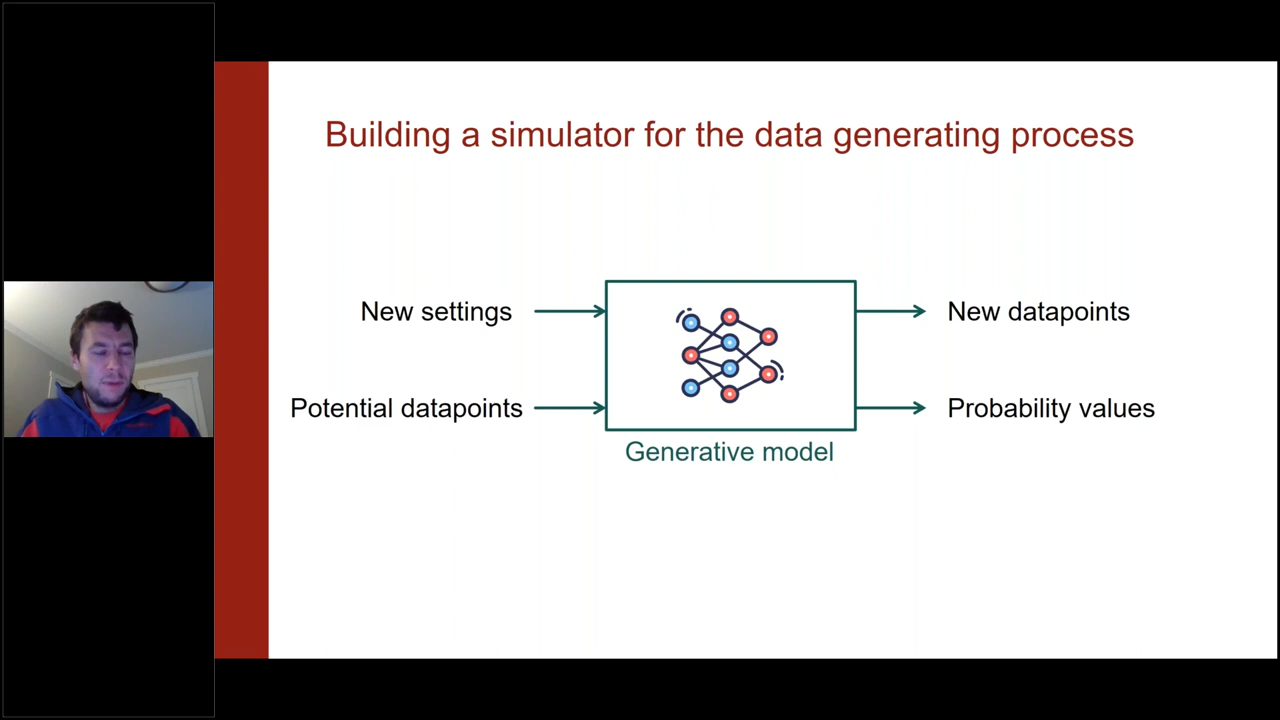 Building a simulator for the data generating process
New settings
New datapoints
Potential datapoints
Probability values
Generative model